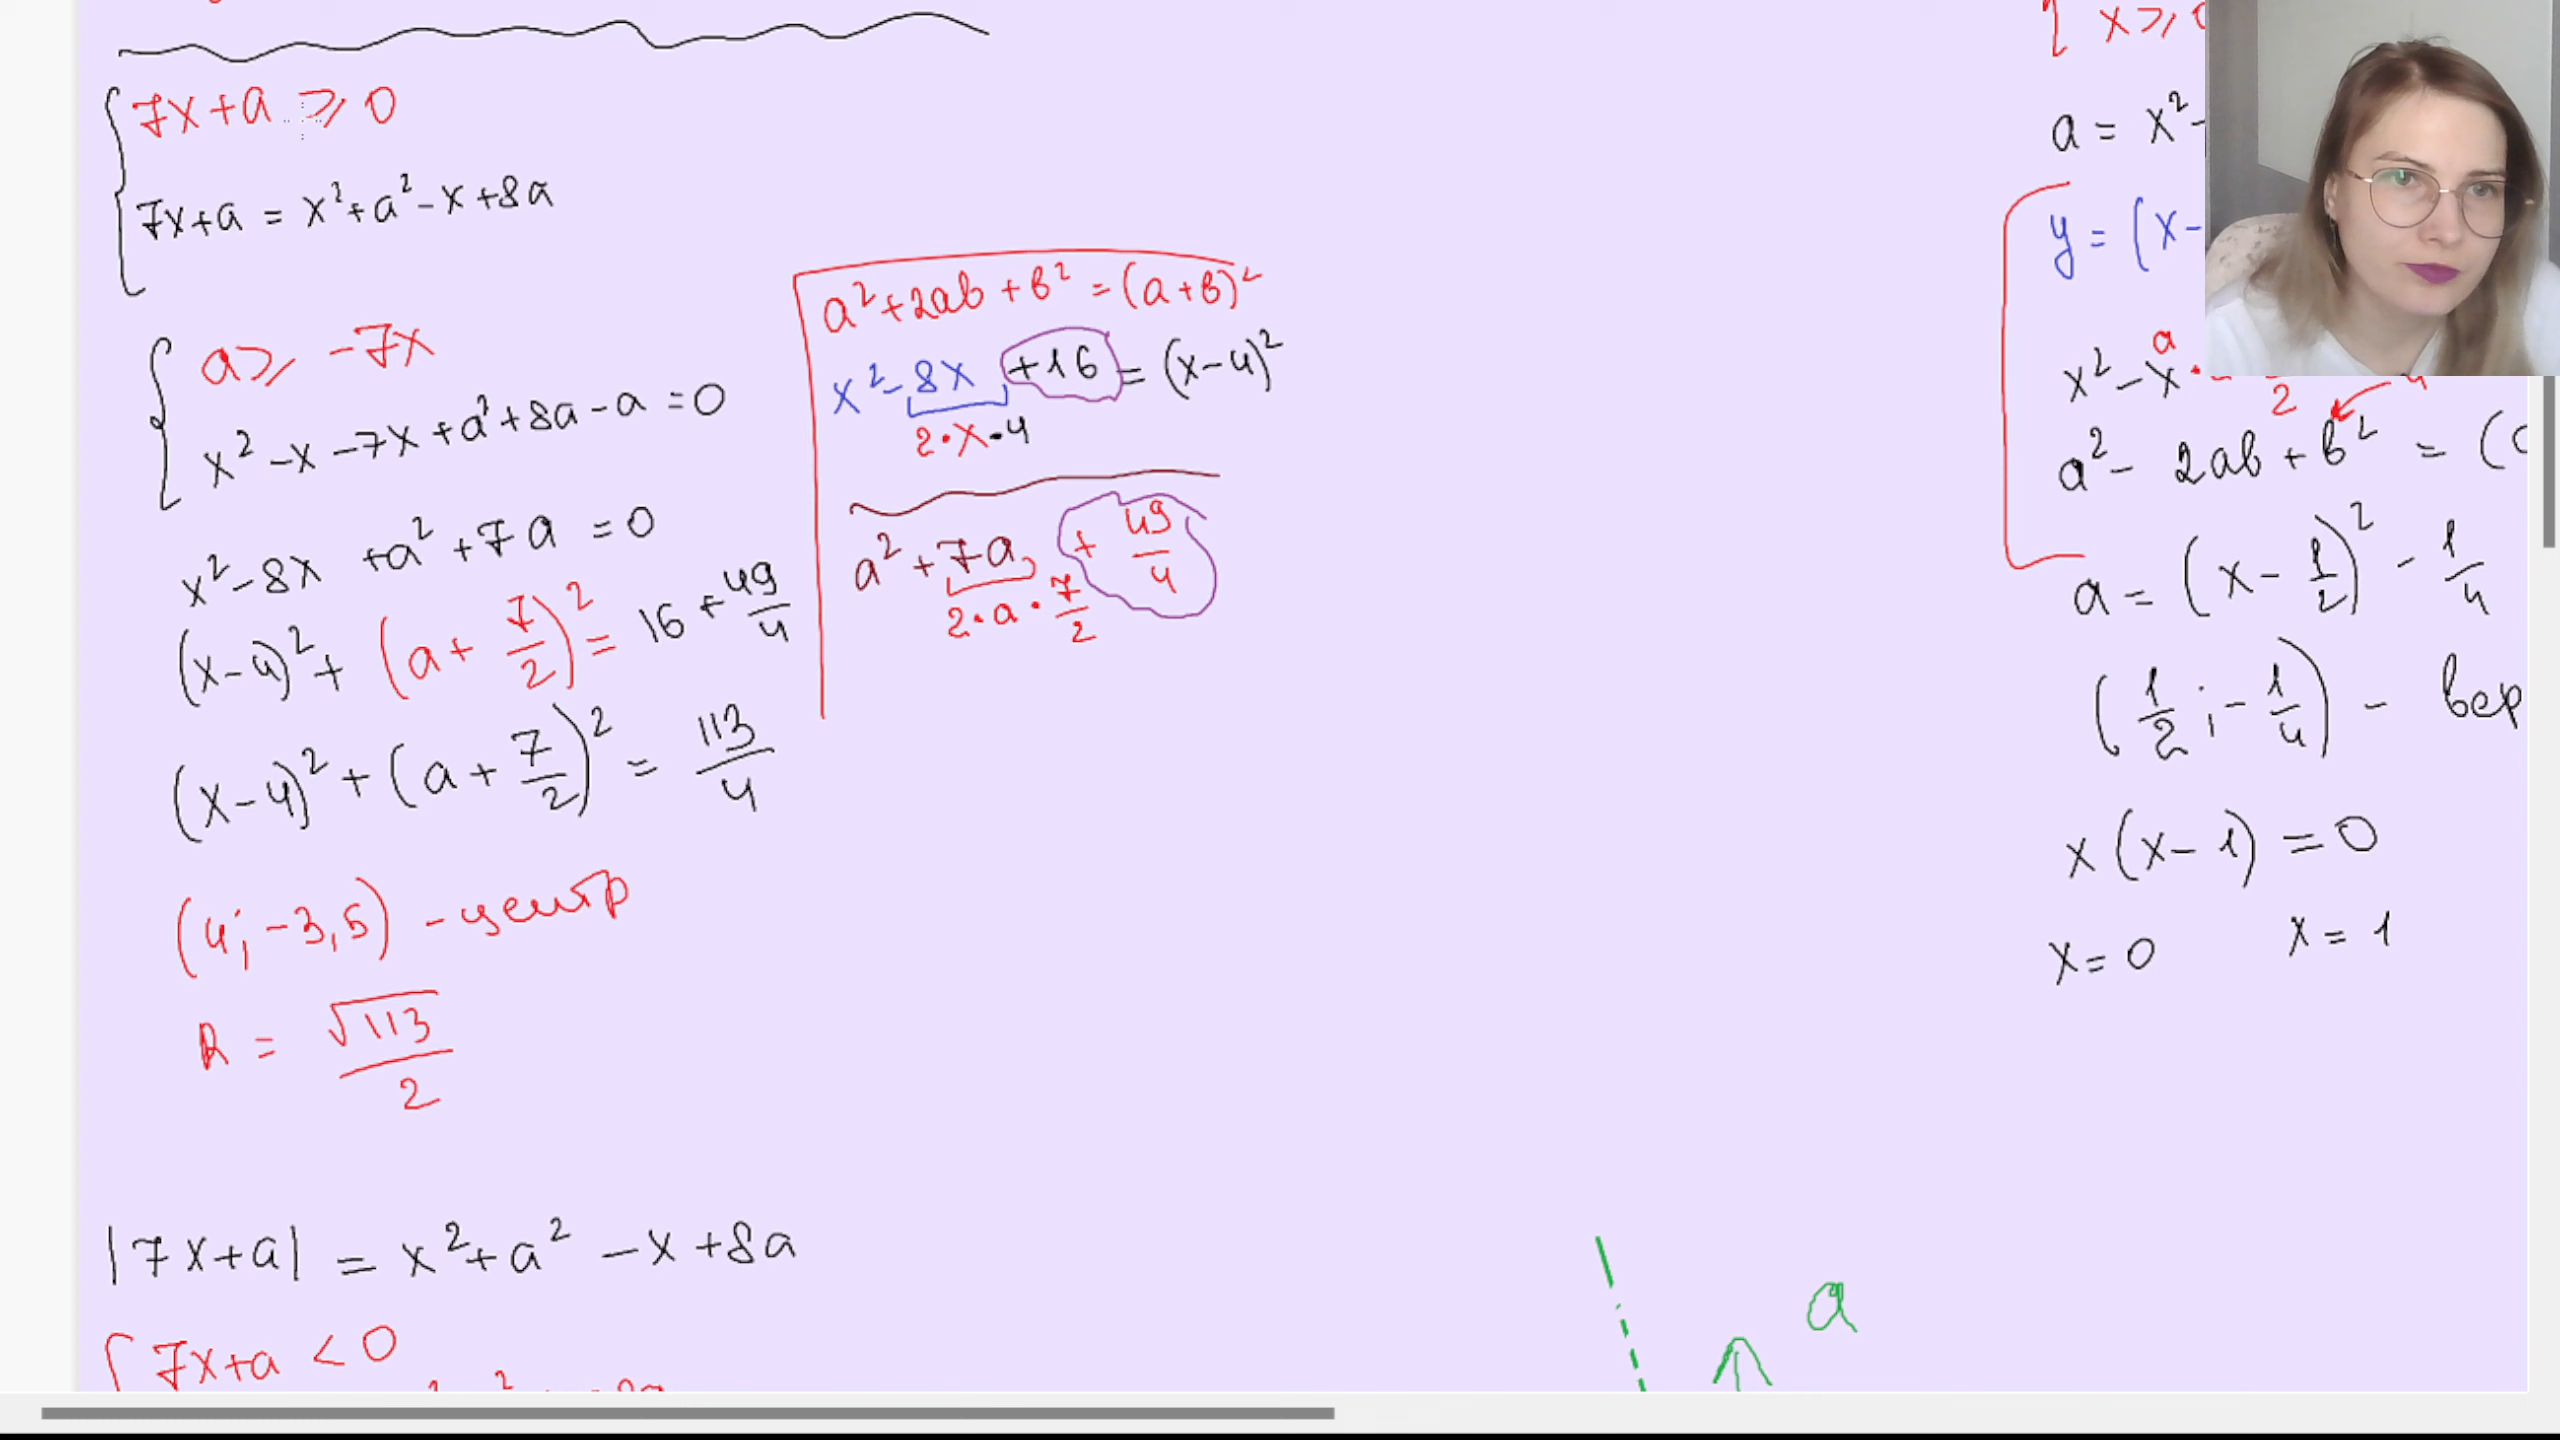 7x+a ⩾ 0
7x+a = x²+a²-x+8a
a ⩾ -7x
x²-x-7x+a²+8a-a=0
x²-8x +a²+7a=0
(x-4)²+(a+7/2)²=16+49/4
(x-4)²+(a+7/2)²=113/4
(4;-3,5) - центр
R = √113/2
|7x+a| = x²+a²-x+8a
7x+a < 0
a²+2ab+b²=(a+b)²
x²-8x+16=(x-4)²
2·x·4
a²+7a+49/4
2·a·7/2
x⩾0
a = x²-
y = (x-
a
x²-x·
2
a²-2ab+b² = (
a = (x-1/2)²-1/4
(1/2;-1/4) - вер
x(x-1)=0
x=0 x=1
a